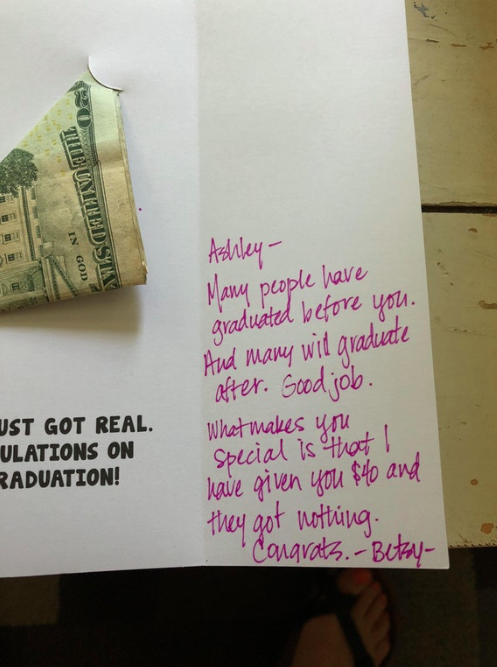 20
THE UNITED STA
IN GOD
UST GOT REAL.
ULATIONS ON
RADUATION!
Ashley-
Many people have
graduated before you.
And many will graduate
after. Good job.
What makes you
special is that I
have given you $40 and
they got nothing.
Congrats. - Betsy-